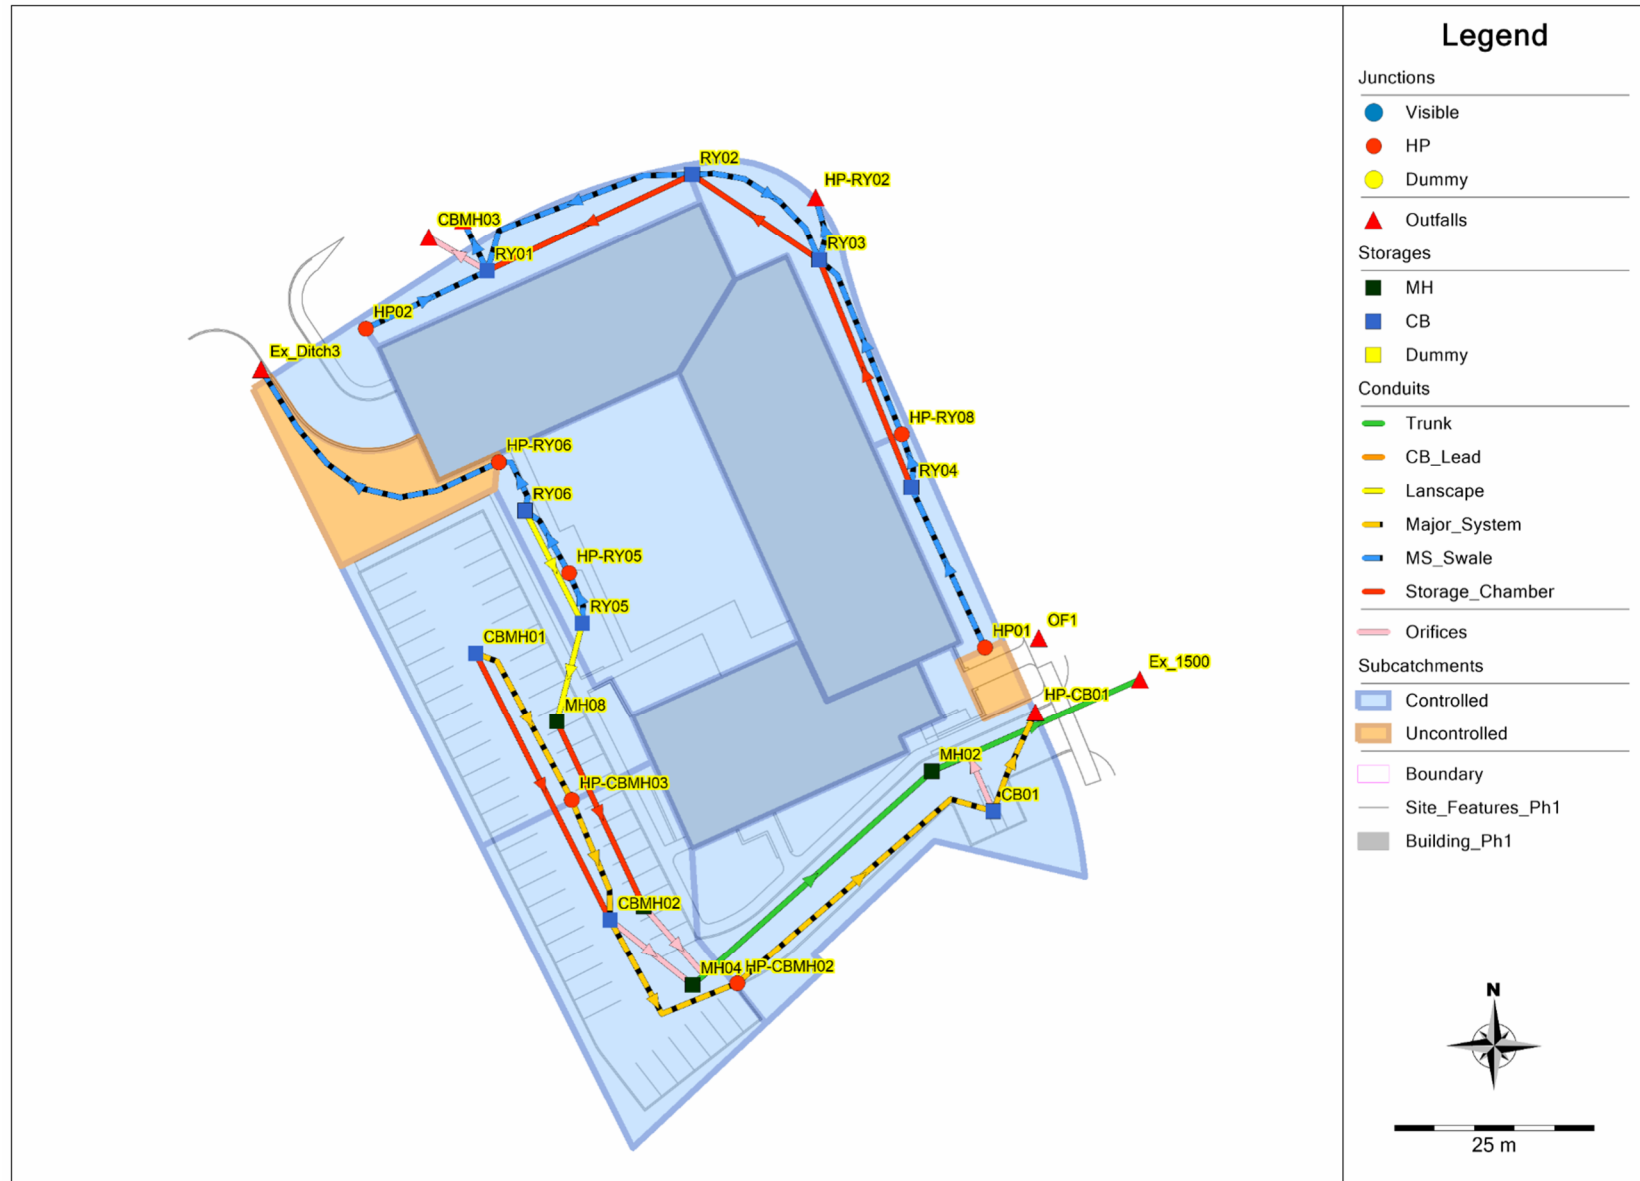 RY02
HP-RY02
CBMH03
RY01
RY03
HP02
Ex_Ditch3
HP-RY08
HP-RY06
RY04
RY06
HP-RY05
RY05
CBMH01
HP01
OF1
Ex_1500
HP-CB01
MH08
MH02
HP-CBMH03
CB01
CBMH02
MH04
HP-CBMH02
Legend
Junctions
Visible
HP
Dummy
Outfalls
Storages
MH
CB
Dummy
Conduits
Trunk
CB_Lead
Lanscape
Major_System
MS_Swale
Storage_Chamber
Orifices
Subcatchments
Controlled
Uncontrolled
Boundary
Site_Features_Ph1
Building_Ph1
N
25 m